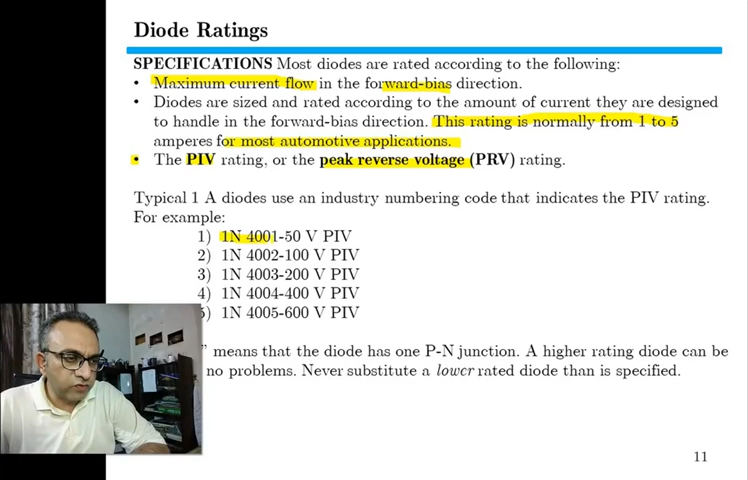 Diode Ratings
SPECIFICATIONS Most diodes are rated according to the following:
• Maximum current flow in the forward-bias direction.
• Diodes are sized and rated according to the amount of current they are designed
to handle in the forward-bias direction. This rating is normally from 1 to 5
amperes for most automotive applications.
• The PIV rating, or the peak reverse voltage (PRV) rating.
Typical 1 A diodes use an industry numbering code that indicates the PIV rating.
For example:
1) 1N 4001-50 V PIV
2) 1N 4002-100 V PIV
3) 1N 4003-200 V PIV
4) 1N 4004-400 V PIV
5) 1N 4005-600 V PIV
" means that the diode has one P-N junction. A higher rating diode can be
no problems. Never substitute a lower rated diode than is specified.
11